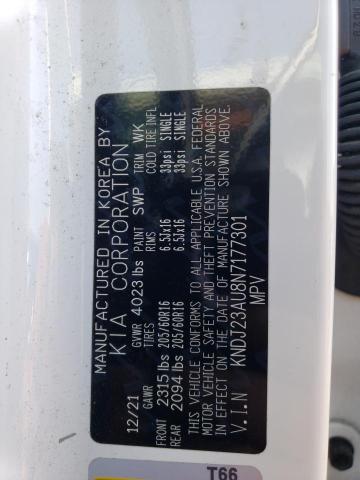 MANUFACTURED IN KOREA BY
KIA CORPORATION
12/21 GVWR 4023 lbs PAINT SWP TRIM WK
GAWR TIRES RIMS COLD TIRE INFL
FRONT 2315 lbs 205/60R16 6.5Jx16 33psi SINGLE
REAR 2094 lbs 205/60R16 6.5Jx16 33psi SINGLE
THIS VEHICLE CONFORMS TO ALL APPLICABLE U.S.A. FEDERAL
MOTOR VEHICLE SAFETY AND THEFT PREVENTION STANDARDS
IN EFFECT ON THE DATE OF MANUFACTURE SHOWN ABOVE.
V.I.N KNDJ23AU8N7177301
MPV
T66